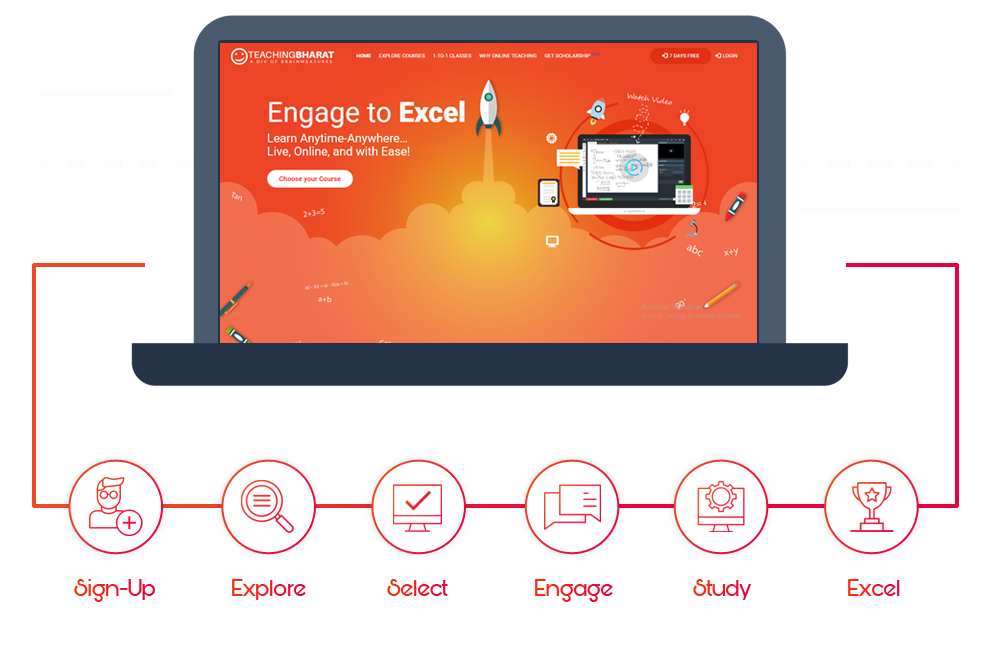 TEACHINGBHARAT
A DIV OF BRAINMEASURES
HOME EXPLORE COURSES 1-TO-1 CLASSES WHY ONLINE TEACHING GET SCHOLARSHIP
7 DAYS FREE LOGIN
Engage to Excel
Learn Anytime-Anywhere...
Live, Online, and with Ease!
Choose your Course
Watch Video
Tan
2+3=5
a+b
abc
x+y
90°
Sign-Up Explore Select Engage Study Excel